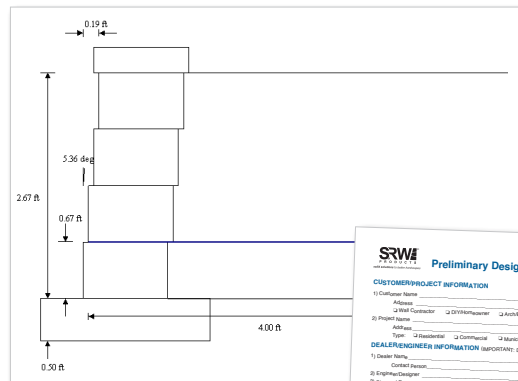 0.19 ft
5.36 deg
2.67 ft
0.67 ft
4.00 ft
0.50 ft
SRW
PRODUCTS
Preliminary Desig
CUSTOMER/PROJECT INFORMATION
1) Customer Name
Address
❑ Wall Contractor ❑ DIY/Homeowner ❑ Archi
2) Project Name
Address
Type: ❑ Residential ❑ Commercial ❑ Munic
DEALER/ENGINEER INFORMATION (IMPORTANT:
1) Dealer Name
Contact Person
2) Engineer/Designer